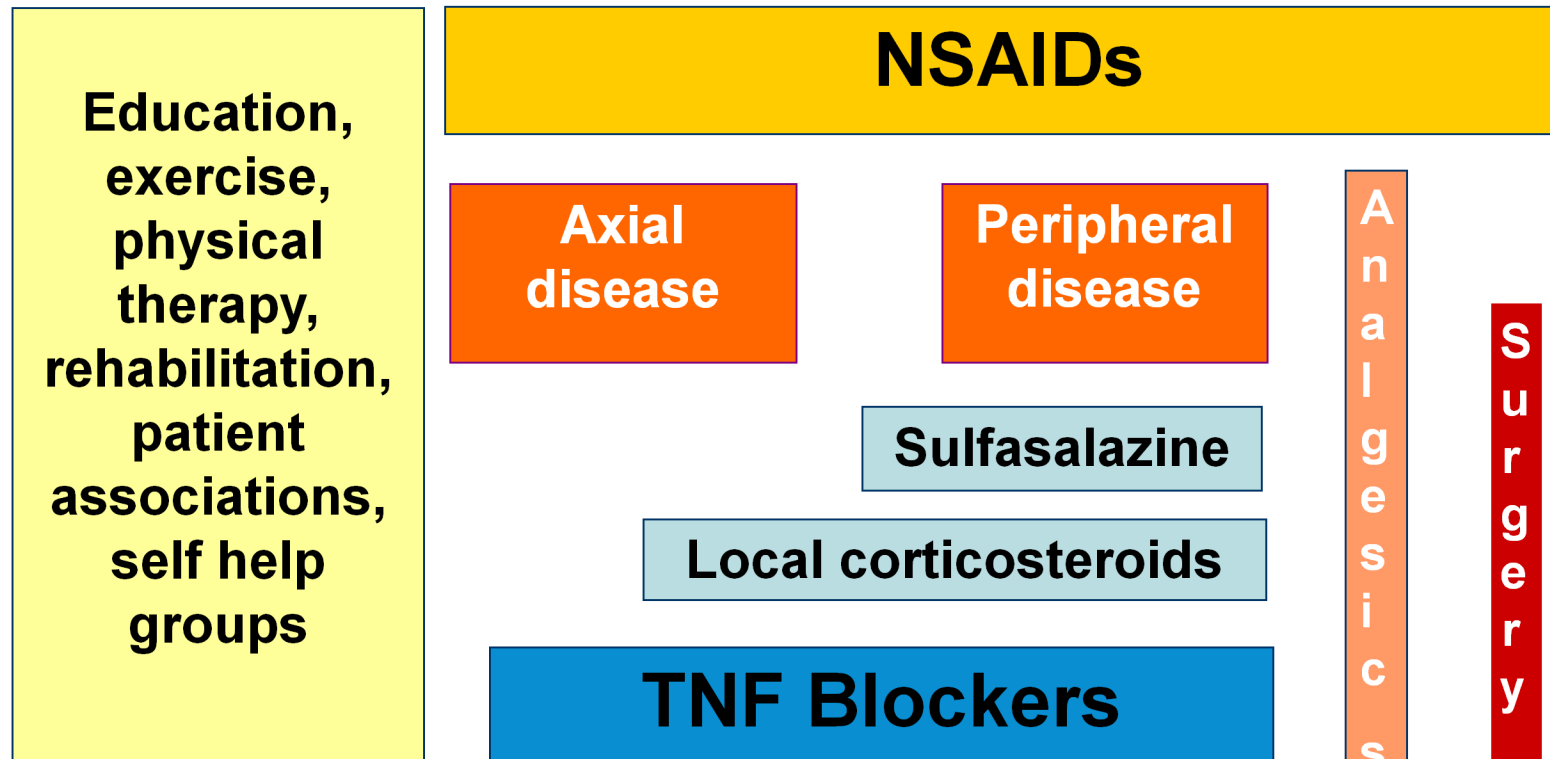 Education,
exercise,
physical
therapy,
rehabilitation,
patient
associations,
self help
groups
NSAIDs
Axial
disease
Peripheral
disease
Sulfasalazine
Local corticosteroids
TNF Blockers
Analgesics
Surgery